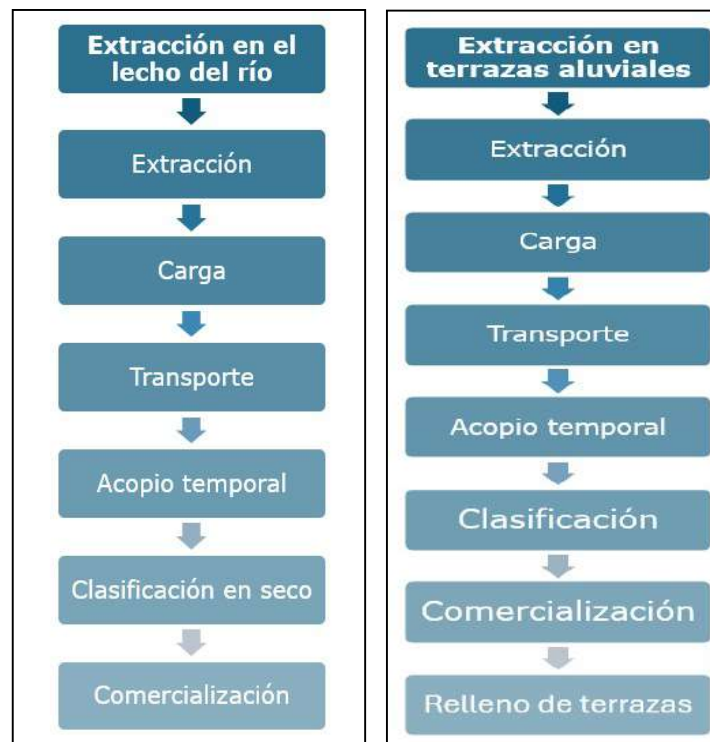 Extracción en el
lecho del río
Extracción
Carga
Transporte
Acopio temporal
Clasificación en seco
Comercialización
Extracción en
terrazas aluviales
Extracción
Carga
Transporte
Acopio temporal
Clasificación
Comercialización
Relleno de terrazas